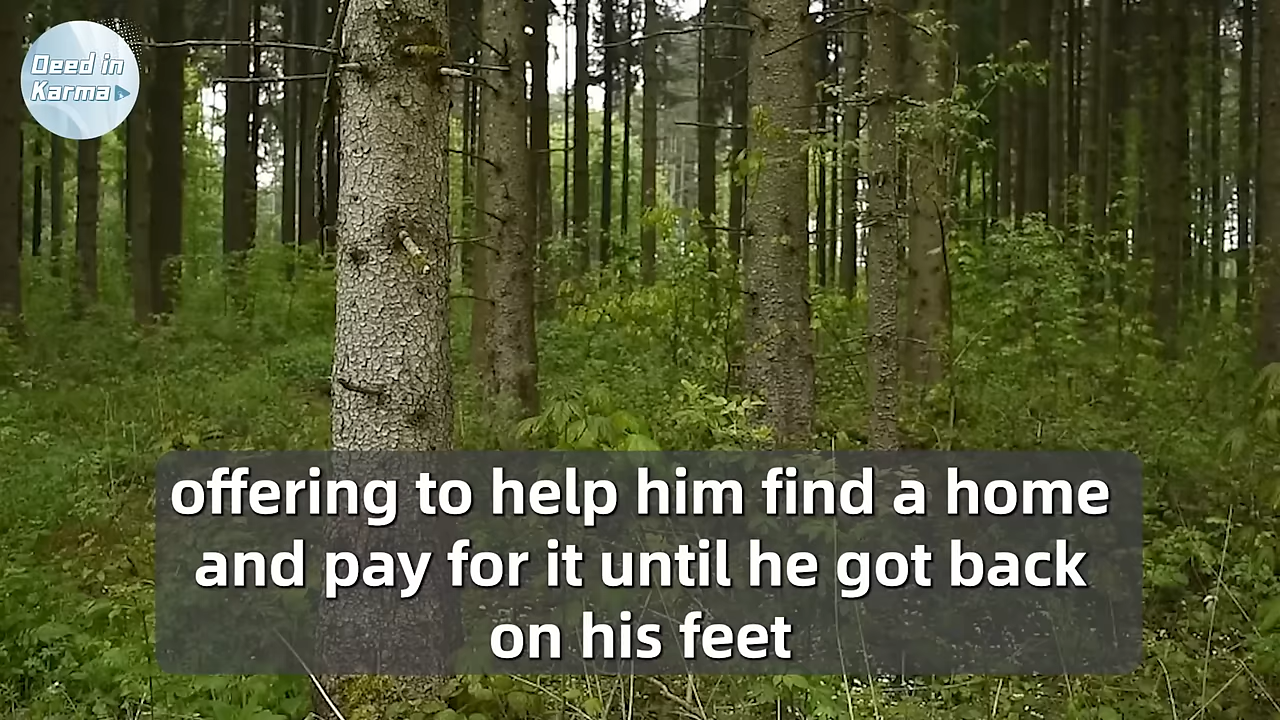 Deed in
Karma
offering to help him find a home
and pay for it until he got back
on his feet